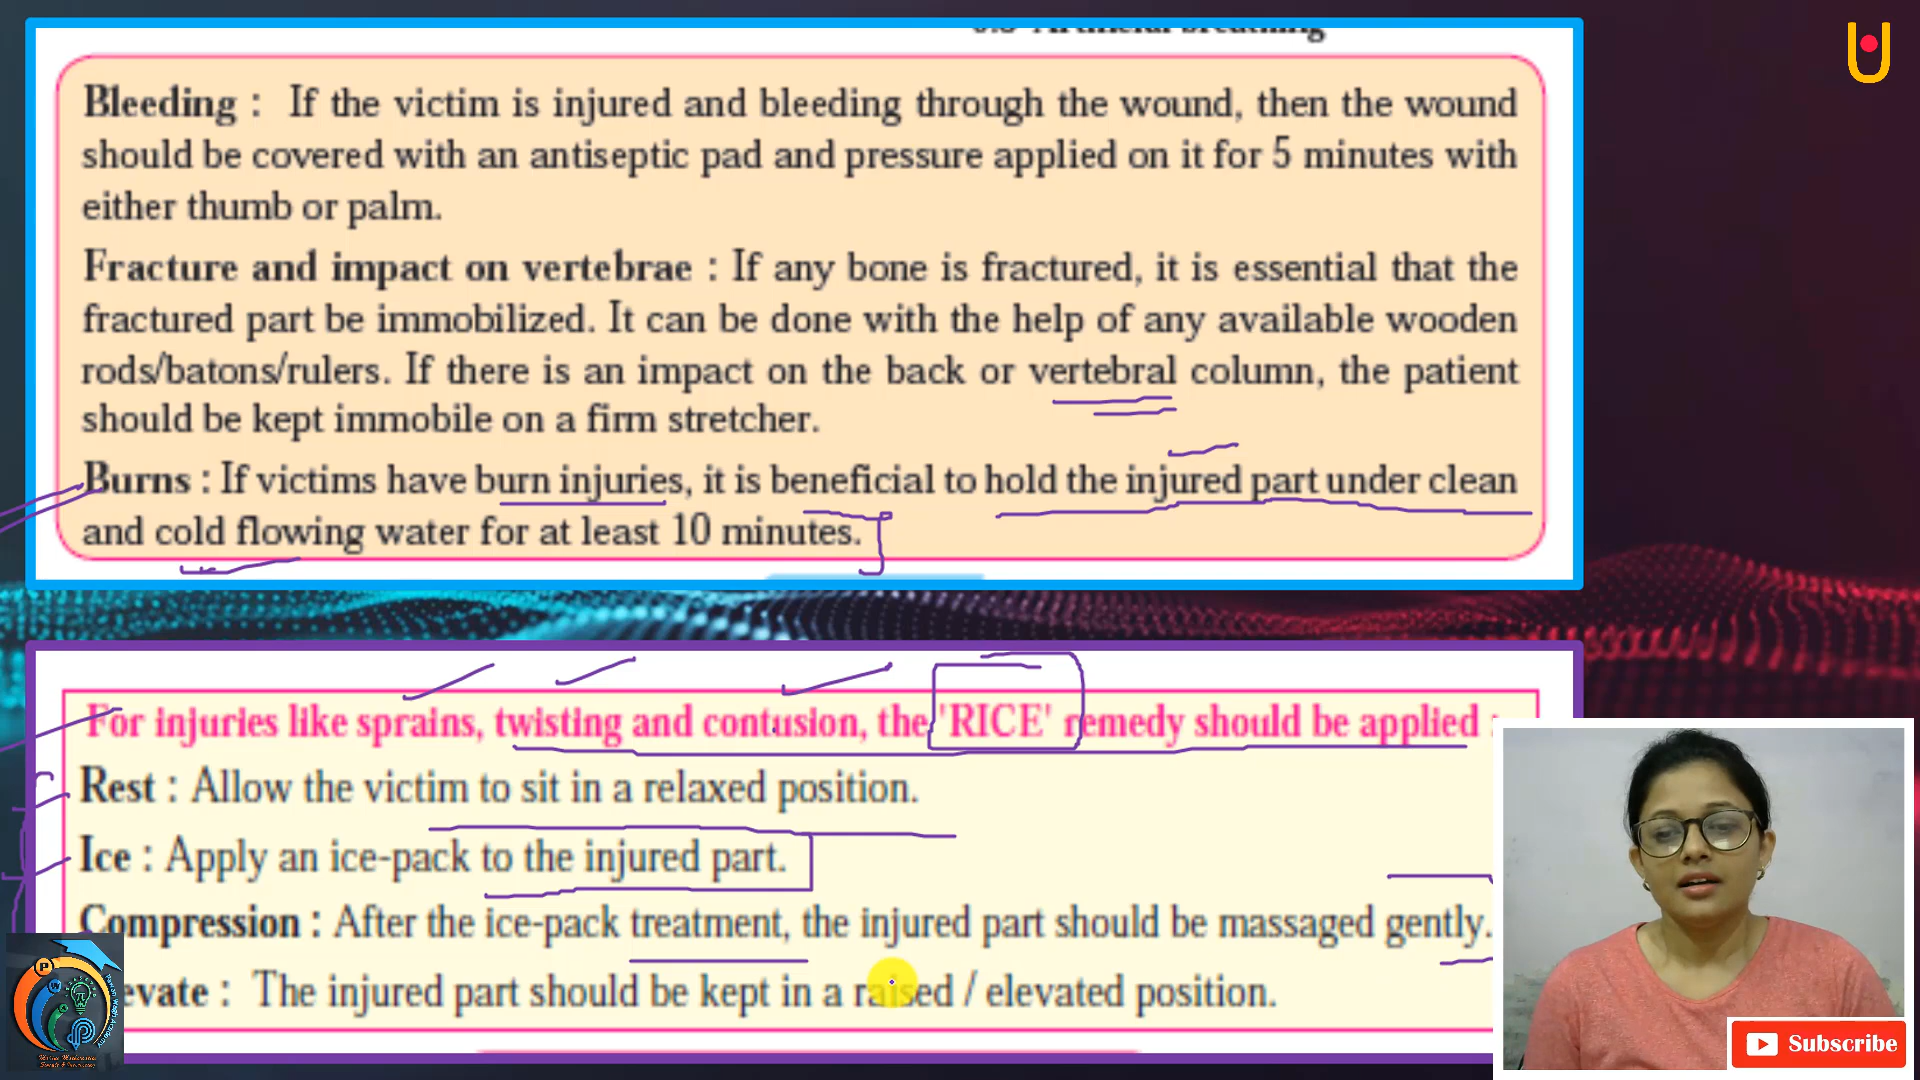 Artificial breathing
Bleeding : If the victim is injured and bleeding through the wound, then the wound
should be covered with an antiseptic pad and pressure applied on it for 5 minutes with
either thumb or palm.
Fracture and impact on vertebrae : If any bone is fractured, it is essential that the
fractured part be immobilized. It can be done with the help of any available wooden
rods/batons/rulers. If there is an impact on the back or vertebral column, the patient
should be kept immobile on a firm stretcher.
Burns : If victims have burn injuries, it is beneficial to hold the injured part under clean
and cold flowing water for at least 10 minutes.
For injuries like sprains, twisting and contusion, the 'RICE' remedy should be applied :
Rest : Allow the victim to sit in a relaxed position.
Ice : Apply an ice-pack to the injured part.
Compression : After the ice-pack treatment, the injured part should be massaged gently.
evate : The injured part should be kept in a raised / elevated position.
Subscribe